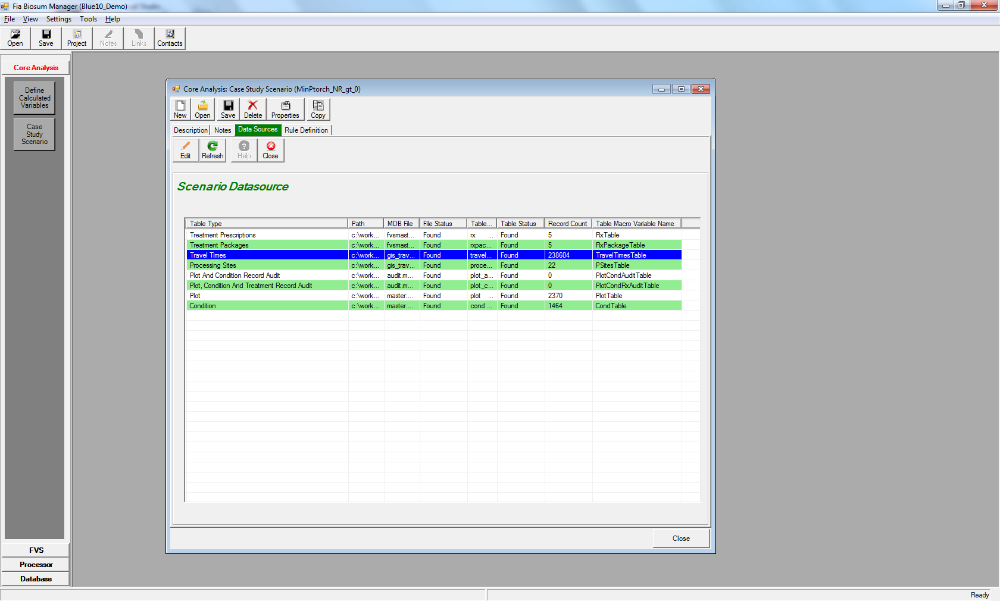 Fia Biosum Manager (Blue10_Demo)
File View Settings Tools Help
Open Save Project Notes Links Contacts
Core Analysis
Define
Calculated
Variables
Case
Study
Scenario
FVS
Processor
Database
Core Analysis: Case Study Scenario (MinPtorch_NR_gt_0)
New Open Save Delete Properties Copy
Description Notes Data Sources Rule Definition
Edit Refresh Help Close
Scenario Datasource
Table Type Path MDB File File Status Table... Table Status Record Count Table Macro Variable Name
Treatment Prescriptions c:\work... fvsmast... Found rx ... Found 5 RxTable
Treatment Packages c:\work... fvsmast... Found rxpac... Found 5 RxPackageTable
Travel Times c:\work... gis_trav... Found travel... Found 238604 TravelTimesTable
Processing Sites c:\work... gis_trav... Found proce... Found 22 PSitesTable
Plot And Condition Record Audit c:\work... audit.m... Found plot_a... Found 0 PlotCondAuditTable
Plot, Condition And Treatment Record Audit c:\work... audit.m... Found plot_c... Found 0 PlotCondRxAuditTable
Plot c:\work... master.... Found plot ... Found 2370 PlotTable
Condition c:\work... master.... Found cond ... Found 1464 CondTable
Close
Ready